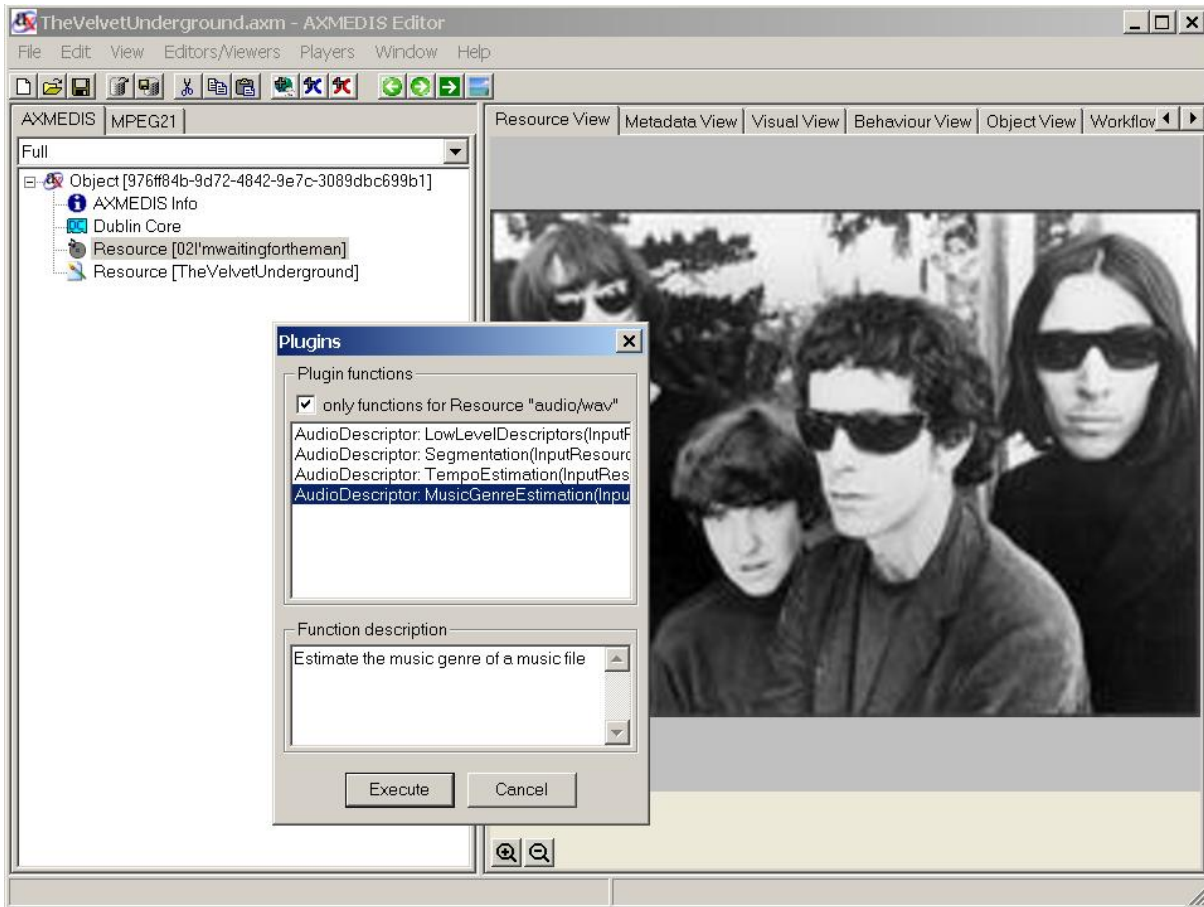 TheVelvetUnderground.axm - AXMEDIS Editor
File Edit View Editors/Viewers Players Window Help
AXMEDIS MPEG21
Resource View Metadata View Visual View Behaviour View Object View Workflov
Full
Object [976ff84b-9d72-4842-9e7c-3089dbc699b1]
AXMEDIS Info
DC Dublin Core
Resource [02I'mwaitingfortheman]
Resource [TheVelvetUnderground]
Plugins
Plugin functions
only functions for Resource "audio/wav"
AudioDescriptor: LowLevelDescriptors(InputF
AudioDescriptor: Segmentation(InputResourc
AudioDescriptor: TempoEstimation(InputRes
AudioDescriptor: MusicGenreEstimation(Inpu
Function description
Estimate the music genre of a music file
Execute Cancel